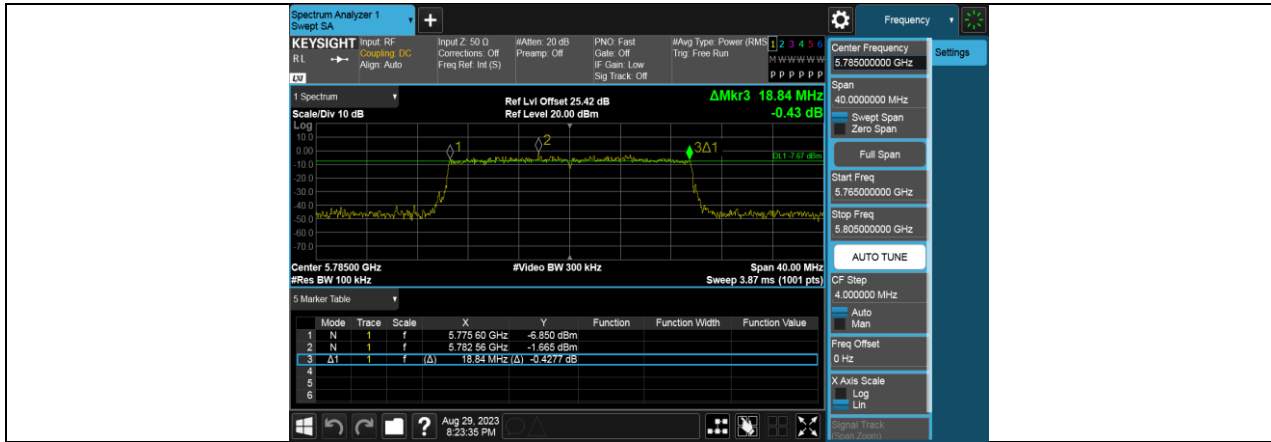 Spectrum Analyzer 1
Swept SA
+
Frequency
KEYSIGHT
RL
LXI
Input: RF
Coupling: DC
Align: Auto
Input Z: 50 Ω
Corrections: Off
Freq Ref: Int (S)
#Atten: 20 dB
Preamp: Off
PNO: Fast
Gate: Off
IF Gain: Low
Sig Track: Off
#Avg Type: Power (RMS
Trig: Free Run
1 2 3 4 5 6
M W W W W W
P P P P P P
1 Spectrum
Scale/Div 10 dB
Ref Lvl Offset 25.42 dB
Ref Level 20.00 dBm
ΔMkr3 18.84 MHz
-0.43 dB
Log
10.0
0.00
-10.0
-20.0
-30.0
-40.0
-50.0
-60.0
-70.0
1
2
3Δ1
DL1 -7.67 dBm
Center 5.78500 GHz
#Video BW 300 kHz
Span 40.00 MHz
#Res BW 100 kHz
Sweep 3.87 ms (1001 pts)
5 Marker Table
Mode Trace Scale X Y Function Function Width Function Value
1 N 1 f 5.775 60 GHz -6.850 dBm
2 N 1 f 5.782 56 GHz -1.665 dBm
3 Δ1 1 f (Δ) 18.84 MHz (Δ) -0.4277 dB
4
5
6
?
Aug 29, 2023
8:23:35 PM
Center Frequency
5.785000000 GHz
Span
40.0000000 MHz
Swept Span
Zero Span
Full Span
Start Freq
5.765000000 GHz
Stop Freq
5.805000000 GHz
AUTO TUNE
CF Step
4.000000 MHz
Auto
Man
Freq Offset
0 Hz
X Axis Scale
Log
Lin
Signal Track
(Span Zoom)
Settings